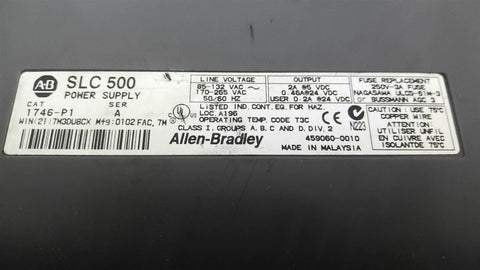 A-B SLC 500
POWER SUPPLY
CAT SER
1746-P1 A
LINE VOLTAGE
85-132 VAC
170-265 VAC
50/60 HZ
OUTPUT
2A @5 VDC
0.46A@24 VDC
USER 0.2A @24 VDC
FUSE REPLACEMENT
250V-3A FUSE
NAGASAWA ULCS-61M-3
or BUSSMANN AGC 3
LISTED IND. CONT. EQ. FOR HAZ.
LOC. A196
OPERATING TEMP. CODE T3C
CLASS I, GROUPS A, B, C AND D, DIV. 2
CE
N223
CAUTION : USE 75°C
COPPER WIRE
ATTENTION:
UTILISER UN FIL
EN CUIVRE AVEC
ISOLANT DE 75°C
Allen-Bradley
459060-0010
MADE IN MALAYSIA